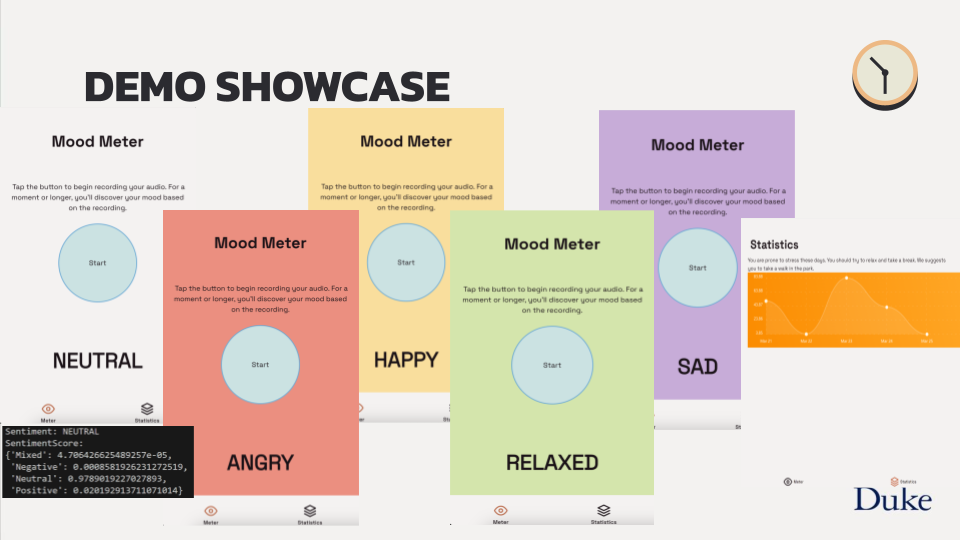 DEMO SHOWCASE
Mood Meter
Tap the button to begin recording your audio. For a
moment or longer, you'll discover your mood based
on the recording.
Start
NEUTRAL
Meter
Statistics
Sentiment: NEUTRAL
SentimentScore:
{'Mixed': 4.706426625489257e-05,
'Negative': 0.0008581926231272519,
'Neutral': 0.9789019227027893,
'Positive': 0.020192913711071014}
Mood Meter
Tap the button to begin recording your audio. For a
moment or longer, you'll discover your mood based
on the recording.
Start
ANGRY
Meter
Statistics
Mood Meter
Tap the button to begin recording your audio. For a
moment or longer, you'll discover your mood based
on the recording.
Start
HAPPY
Mood Meter
Tap the button to begin recording your audio. For a
moment or longer, you'll discover your mood based
on the recording.
Start
RELAXED
Meter
Statistics
Mood Meter
Tap the button to begin recording your audio. For a
moment or longer, you'll discover your mood based
on the recording.
Start
SAD
Statistics
You are prone to stress these days. You should try to relax and take a break. We suggests
you to take a walk in the park.
Meter
Statistics
Duke